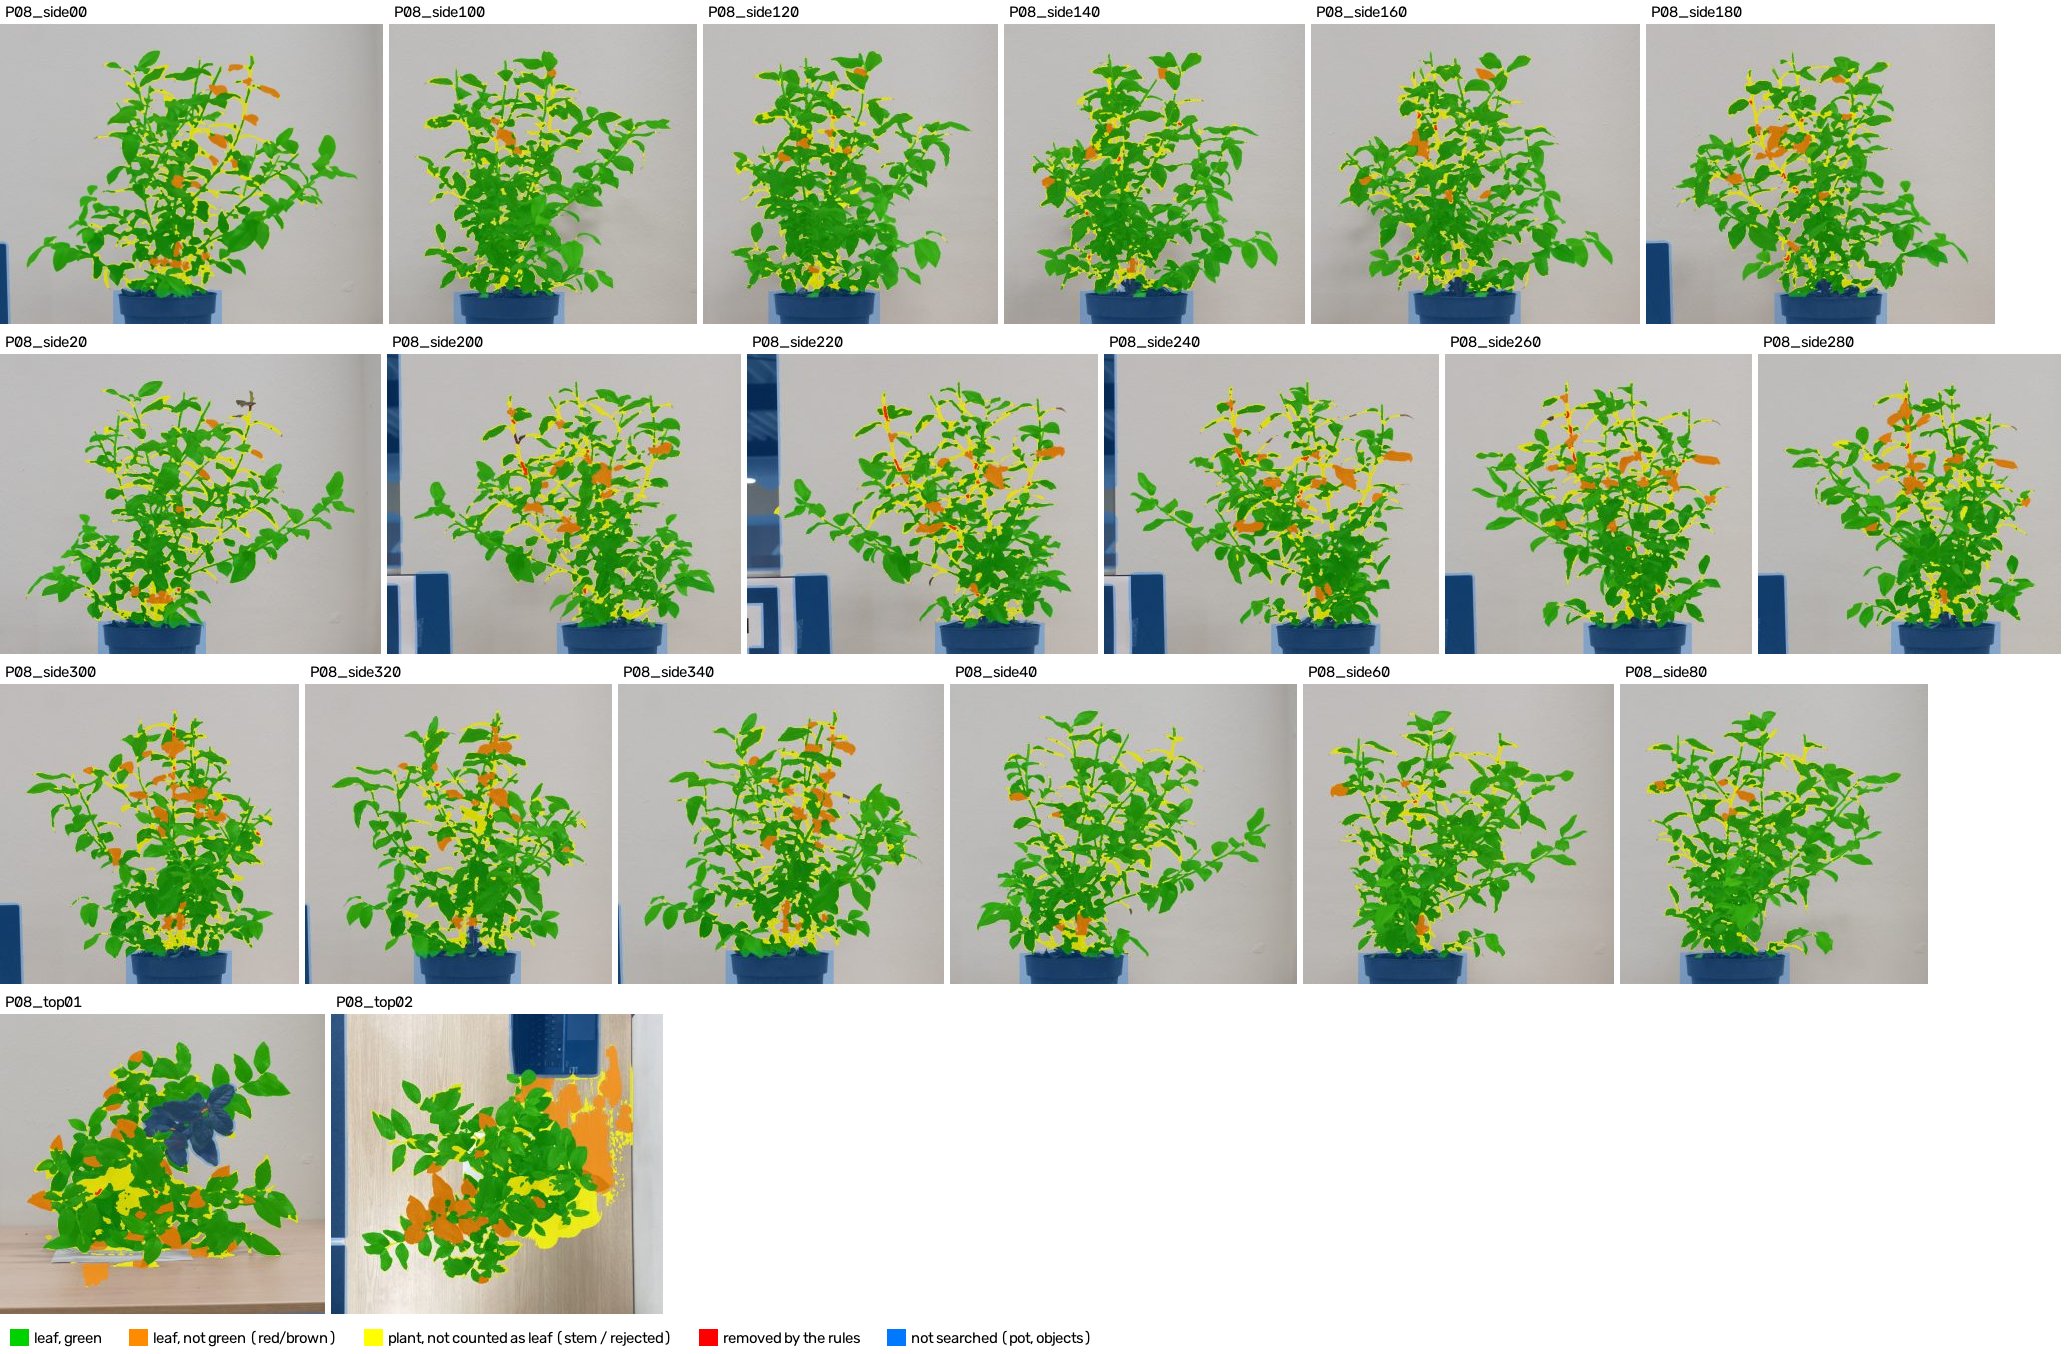 P08_side00
P08_side100
P08_side120
P08_side140
P08_side160
P08_side180
P08_side20
P08_side200
P08_side220
P08_side240
P08_side260
P08_side280
P08_side300
P08_side320
P08_side340
P08_side40
P08_side60
P08_side80
P08_top01
P08_top02
leaf, green
leaf, not green (red/brown)
plant, not counted as leaf (stem / rejected)
removed by the rules
not searched (pot, objects)